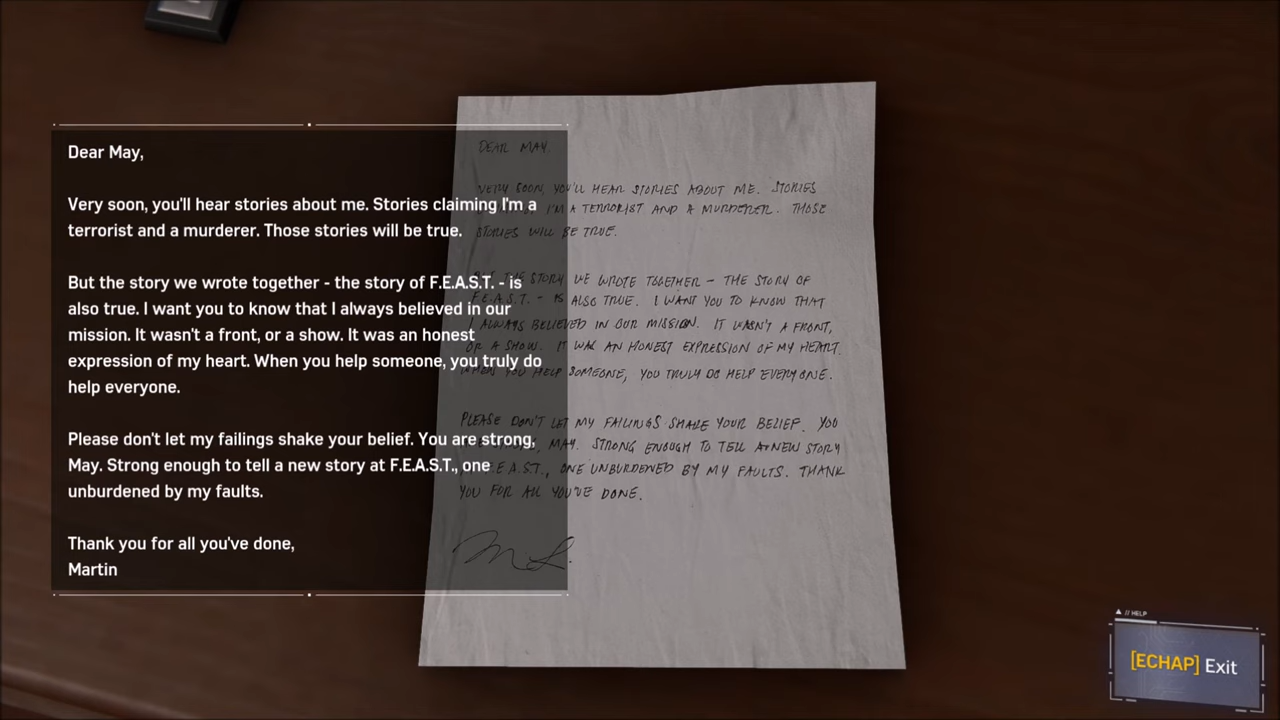 Dear May,
Very soon, you'll hear stories about me. Stories claiming I'm a
terrorist and a murderer. Those stories will be true.
But the story we wrote together - the story of F.E.A.S.T. - is
also true. I want you to know that I always believed in our
mission. It wasn't a front, or a show. It was an honest
expression of my heart. When you help someone, you truly do
help everyone.
Please don't let my failings shake your belief. You are strong,
May. Strong enough to tell a new story at F.E.A.S.T., one
unburdened by my faults.
Thank you for all you've done,
Martin
DEAR MAY,
VERY SOON, YOU'LL HEAR STORIES ABOUT ME. STORIES
I'M A TERRORIST AND A MURDERER. THOSE
STORIES WILL BE TRUE.
BUT THE STORY WE WROTE TOGETHER – THE STORY OF
F.E.A.S.T. – IS ALSO TRUE. I WANT YOU TO KNOW THAT
I ALWAYS BELIEVED IN OUR MISSION. IT WASN'T A FRONT,
OR A SHOW. IT WAS AN HONEST EXPRESSION OF MY HEART.
WHEN YOU HELP SOMEONE, YOU TRULY DO HELP EVERYONE.
PLEASE DON'T LET MY FAILINGS SHAKE YOUR BELIEF. YOU
MAY. STRONG ENOUGH TO TELL A NEW STORY
F.E.A.S.T., ONE UNBURDENED BY MY FAULTS. THANK
YOU FOR ALL YOU'VE DONE.
M L.
// HELP
[ECHAP] Exit